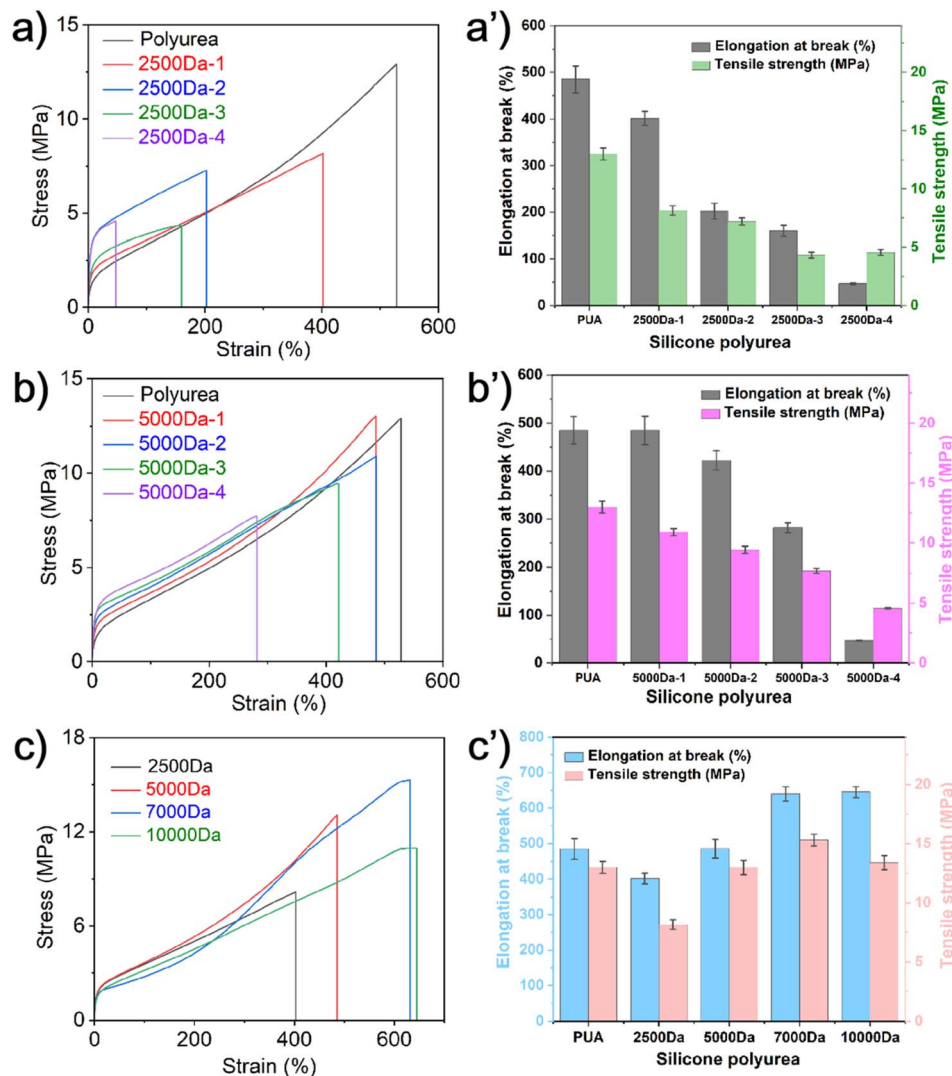 a)
Polyurea
2500Da-1
2500Da-2
2500Da-3
2500Da-4
15
10
5
0
0 200 400 600
Stress (MPa)
Strain (%)
a')
Elongation at break (%)
Tensile strength (MPa)
600
500
400
300
200
100
0
20
15
10
5
0
Elongation at break (%)
Tensile strength (MPa)
PUA 2500Da-1 2500Da-2 2500Da-3 2500Da-4
Silicone polyurea
b)
Polyurea
5000Da-1
5000Da-2
5000Da-3
5000Da-4
15
10
5
0
0 200 400 600
Stress (MPa)
Strain (%)
b')
Elongation at break (%)
Tensile strength (MPa)
600
500
400
300
200
100
0
20
15
10
5
0
Elongation at break (%)
Tensile strength (MPa)
PUA 5000Da-1 5000Da-2 5000Da-3 5000Da-4
Silicone polyurea
c)
2500Da
5000Da
7000Da
10000Da
18
12
6
0
0 200 400 600
Stress (MPa)
Strain (%)
c')
Elongation at break (%)
Tensile strength (MPa)
800
700
600
500
400
300
200
100
0
20
15
10
5
0
Elongation at break (%)
Tensile strength (MPa)
PUA 2500Da 5000Da 7000Da 10000Da
Silicone polyurea